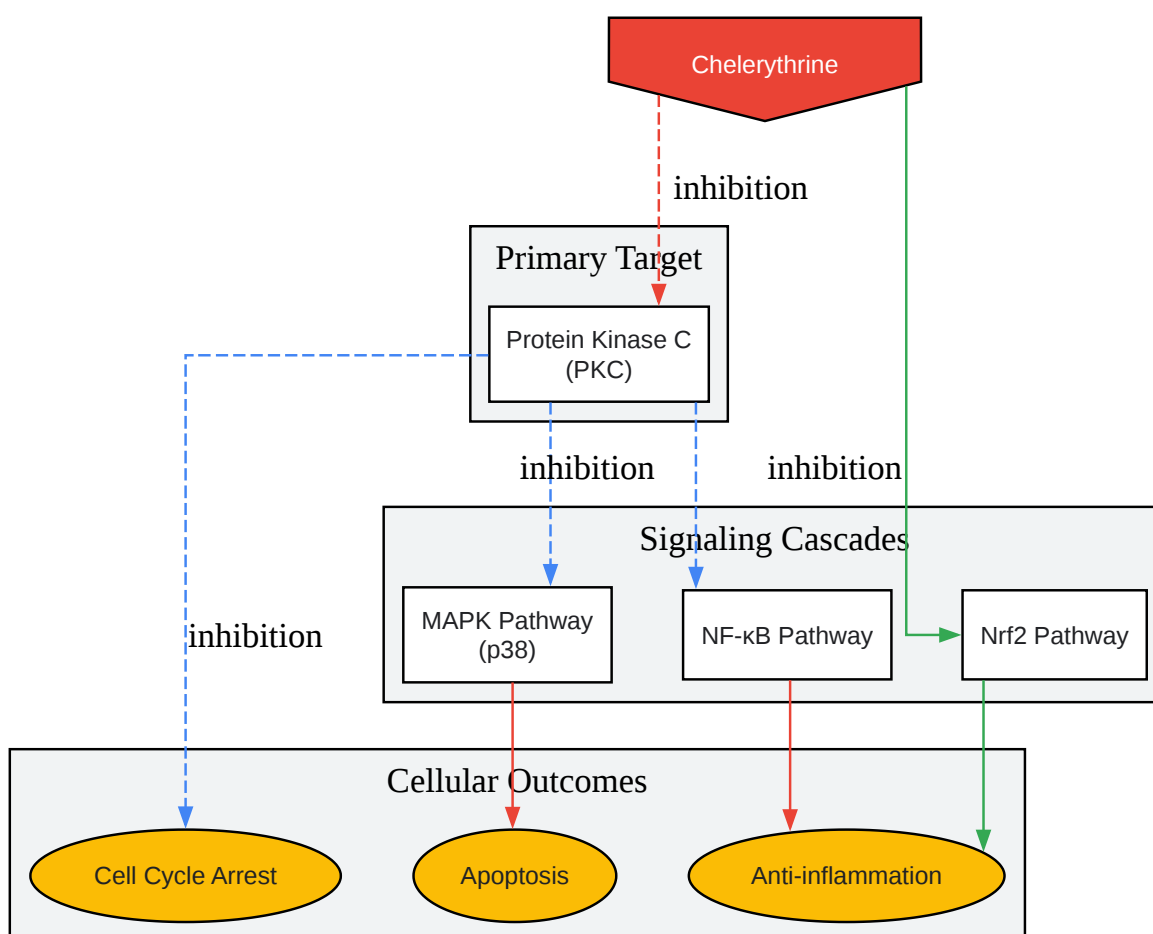 Chelerythrine
inhibition
Primary Target
Protein Kinase C
(PKC)
inhibition
inhibition
Signaling Cascades
MAPK Pathway
(p38)
NF-κB Pathway
Nrf2 Pathway
inhibition
Cellular Outcomes
Cell Cycle Arrest
Apoptosis
Anti-inflammation